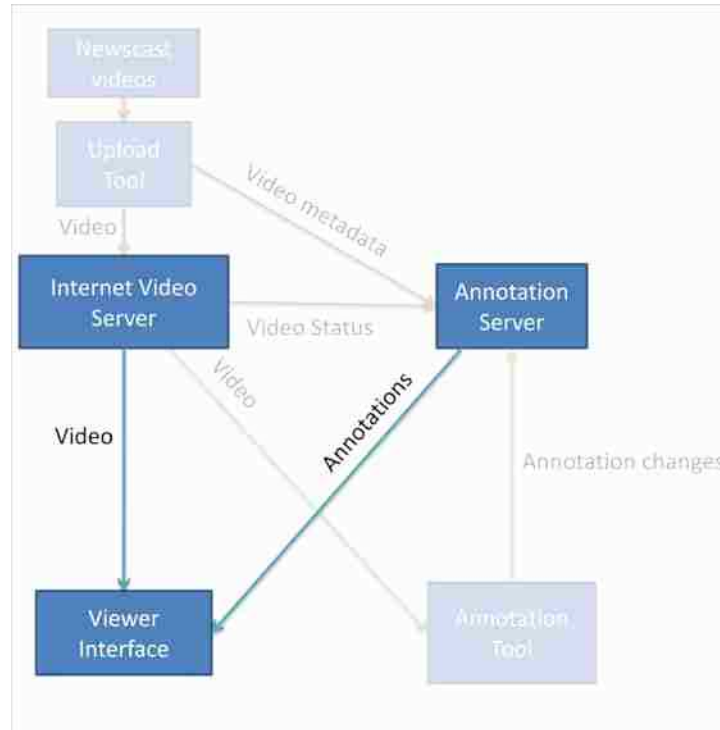 Newscast
videos
Upload
Tool
Video metadata
Video
Internet Video
Server
Annotation
Server
Video Status
Video
Video
Annotations
Annotation changes
Viewer
Interface
Annotation
Tool